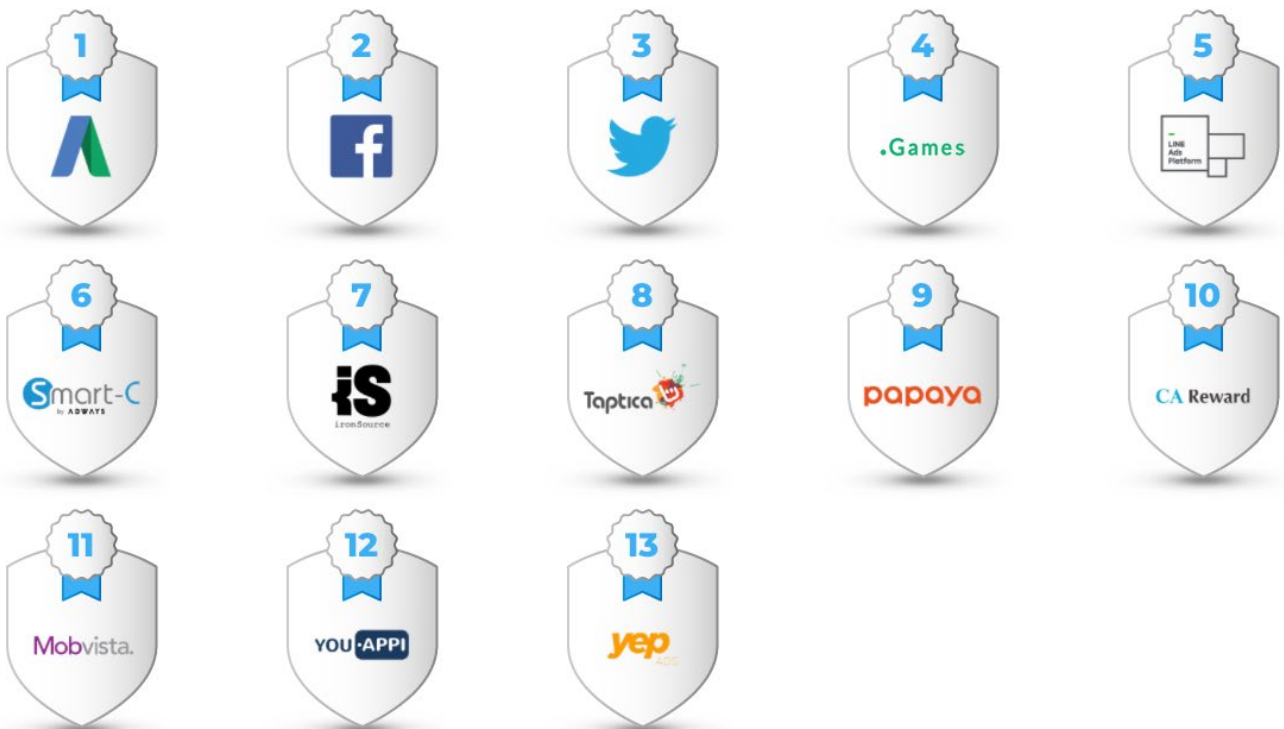 1
2
3
4
5
f
.Games
LINE
Ads
Platform
6
7
8
9
10
Smart-C
by ADWAYS
iS
ironSource
Taptica
papaya
CA Reward
11
12
13
Mobvista.
YOU•APPI
yep
ADS